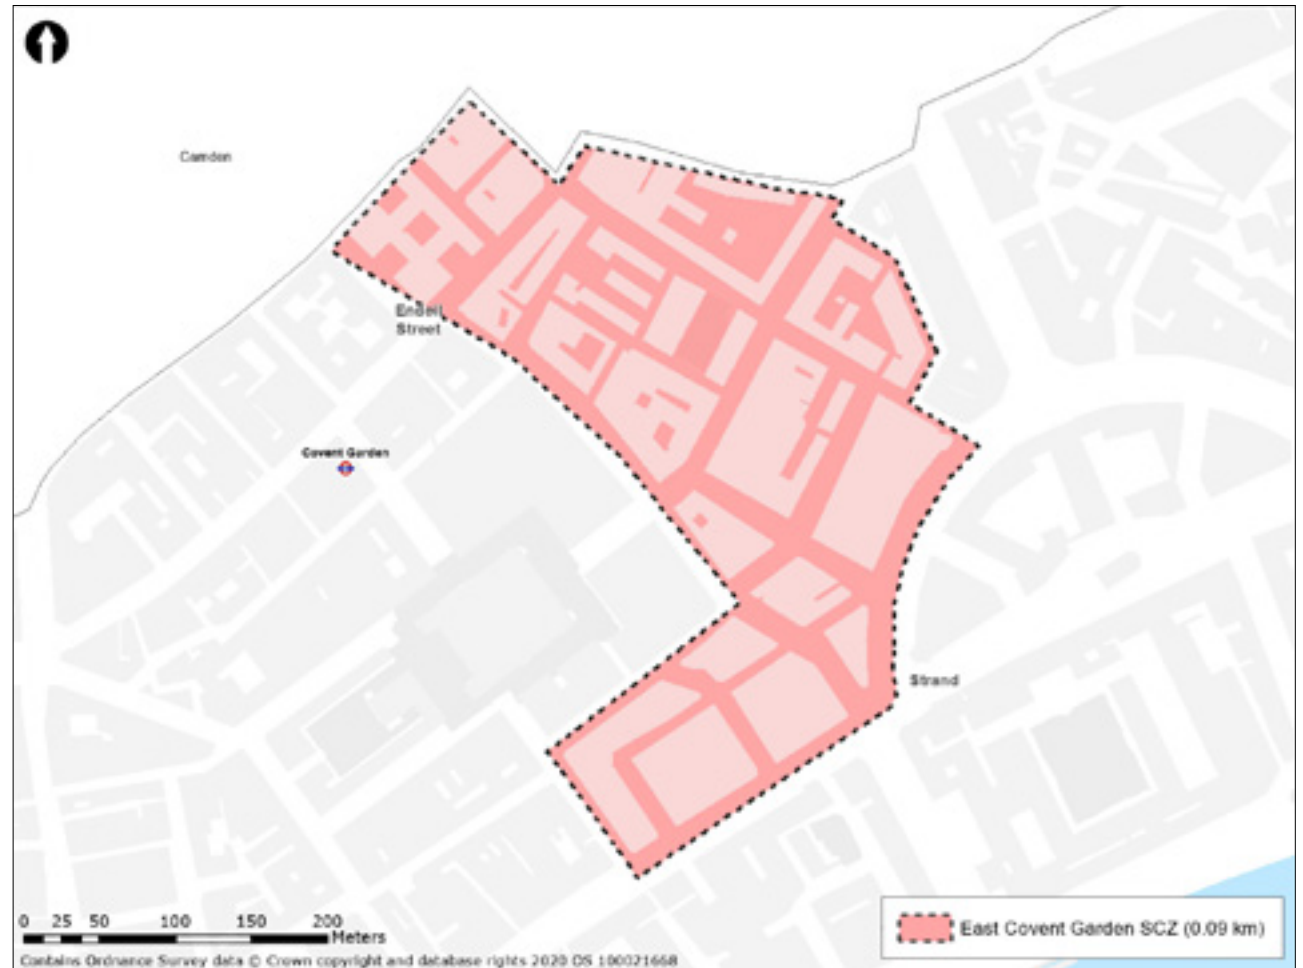 Camden
Endell
Street
Covent Garden
Strand
0 25 50 100 150 200
Meters
East Covent Garden SCZ (0.09 km)
Contains Ordnance Survey data © Crown copyright and database rights 2020 OS 100021668